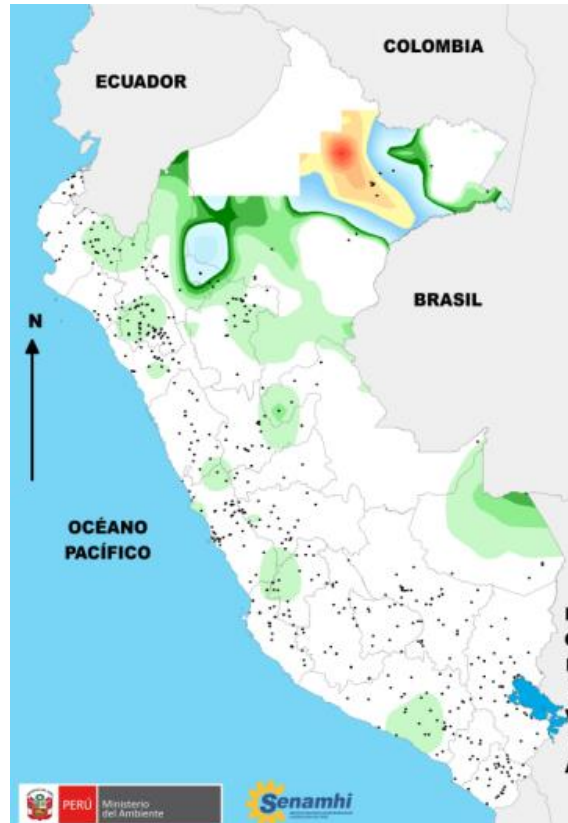 COLOMBIA
ECUADOR
BRASIL
N
OCÉANO
PACÍFICO
PERÚ
Ministerio
del Ambiente
Senamhi